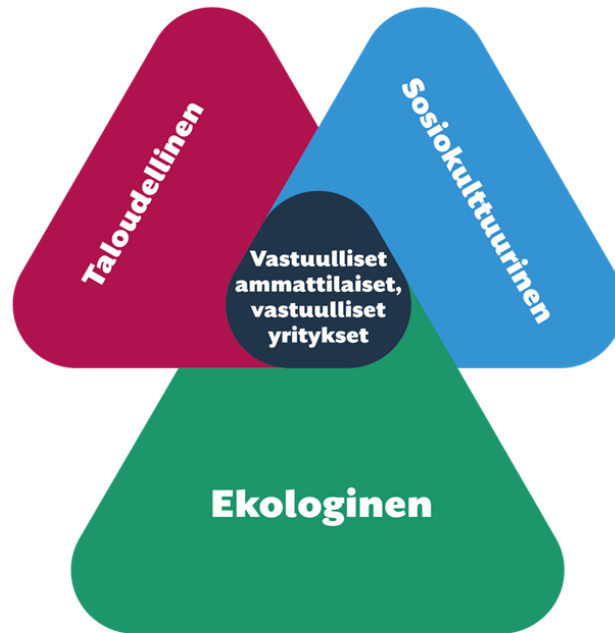 Taloudellinen
Sosiokulttuurinen
Vastuulliset
ammattilaiset,
vastuulliset
yritykset
Ekologinen